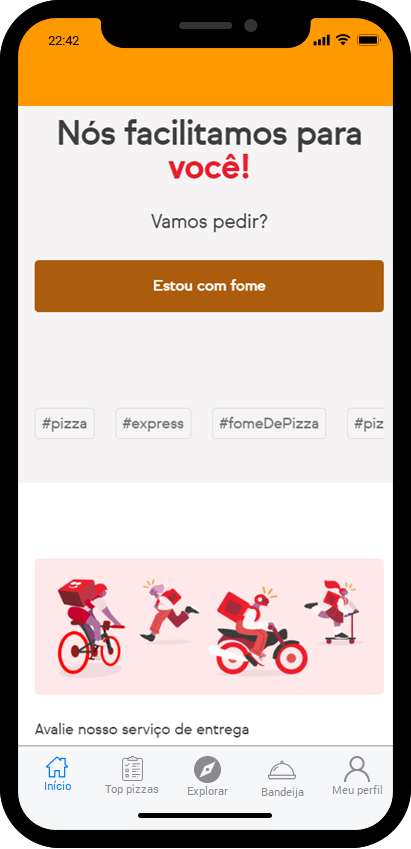 22:42
Nós facilitamos para
você!
Vamos pedir?
Estou com fome
#pizza #express #fomeDePizza #piz
Avalie nosso serviço de entrega
Início Top pizzas Explorar Bandeija Meu perfil